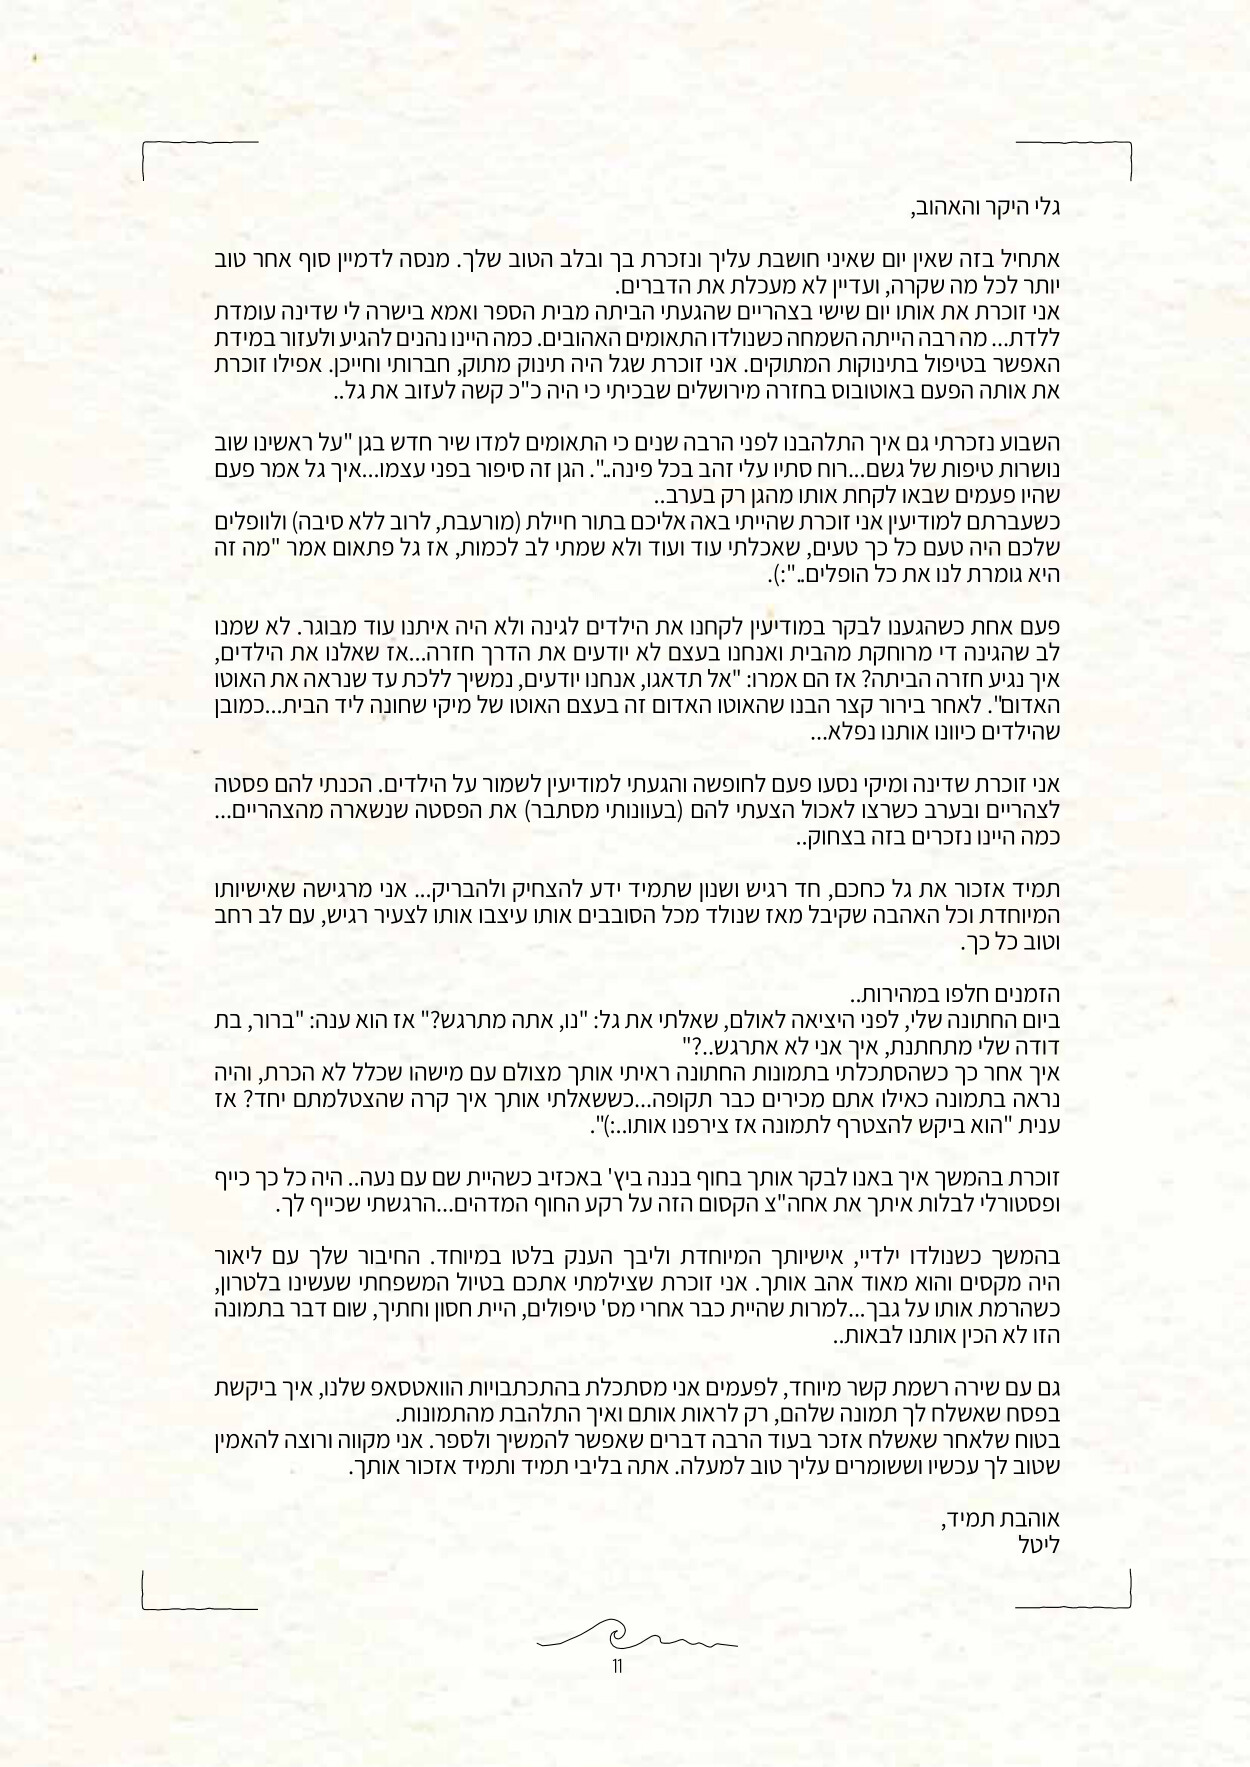 גלי היקר והאהוב,
אתחיל בזה שאין יום שאיני חושבת עליך ונזכרת בך ובלב הטוב שלך. מנסה לדמיין סוף אחר טוב
יותר לכל מה שקרה, ועדיין לא מעכלת את הדברים.
אני זוכרת את אותו יום שישי בצהריים שהגעתי הביתה מבית הספר ואמא בישרה לי שדינה עומדת
ללדת... מה רבה הייתה השמחה כשנולדו התאומים האהובים. כמה היינו נהנים להגיע ולעזור במידת
האפשר בטיפול בתינוקות המתוקים. אני זוכרת שגל היה תינוק מתוק, חברותי וחייכן. אפילו זוכרת
את אותה הפעם באוטובוס בחזרה מירושלים שבכיתי כי היה כ"כ קשה לעזוב את גל..
השבוע נזכרתי גם איך התלהבנו לפני הרבה שנים כי התאומים למדו שיר חדש בגן "על ראשינו שוב
נושרות טיפות של גשם...רוח סתיו עלי זהב בכל פינה..". הגן זה סיפור בפני עצמו...איך גל אמר פעם
שהיו פעמים שבאו לקחת אותו מהגן רק בערב..
כשעברתם למודיעין אני זוכרת שהייתי באה אליכם בתור חיילת (מורעבת, לרוב ללא סיבה) ולוופלים
שלכם היה טעם כל כך טעים, שאכלתי עוד ועוד ולא שמתי לב לכמות, אז גל פתאום אמר "מה זה
היא גומרת לנו את כל הופלים..":).
פעם אחת כשהגענו לבקר במודיעין לקחנו את הילדים לגינה ולא היה איתנו עוד מבוגר. לא שמנו
לב שהגינה די מרוחקת מהבית ואנחנו בעצם לא יודעים את הדרך חזרה...אז שאלנו את הילדים,
איך נגיע חזרה הביתה? אז הם אמרו: "אל תדאגו, אנחנו יודעים, נמשיך ללכת עד שנראה את האוטו
האדום". לאחר בירור קצר הבנו שהאוטו האדום זה בעצם האוטו של מיקי שחונה ליד הבית...כמובן
שהילדים כיוונו אותנו נפלא...
אני זוכרת שדינה ומיקי נסעו פעם לחופשה והגעתי למודיעין לשמור על הילדים. הכנתי להם פסטה
לצהריים ובערב כשרצו לאכול הצעתי להם (בעוונותי מסתבר) את הפסטה שנשארה מהצהריים...
כמה היינו נזכרים בזה בצחוק..
תמיד אזכור את גל כחכם, חד רגיש ושנון שתמיד ידע להצחיק ולהבריק... אני מרגישה שאישיותו
המיוחדת וכל האהבה שקיבל מאז שנולד מכל הסובבים אותו עיצבו אותו לצעיר רגיש, עם לב רחב
וטוב כל כך.
הזמנים חלפו במהירות..
ביום החתונה שלי, לפני היציאה לאולם, שאלתי את גל: "נו, אתה מתרגש?" אז הוא ענה: "ברור, בת
דודה שלי מתחתנת, איך אני לא אתרגש..?"
איך אחר כך כשהסתכלתי בתמונות החתונה ראיתי אותך מצולם עם מישהו שכלל לא הכרת, והיה
נראה בתמונה כאילו אתם מכירים כבר תקופה...כששאלתי אותך איך קרה שהצטלמתם יחד? אז
ענית "הוא ביקש להצטרף לתמונה אז צירפנו אותו..:)".
זוכרת בהמשך איך באנו לבקר אותך בחוף בננה ביץ' באכזיב כשהיית שם עם נעה.. היה כל כך כייף
ופסטורלי לבלות איתך את אחה"צ הקסום הזה על רקע החוף המדהים...הרגשתי שכייף לך.
בהמשך כשנולדו ילדיי, אישיותך המיוחדת וליבך הענק בלטו במיוחד. החיבור שלך עם ליאור
היה מקסים והוא מאוד אהב אותך. אני זוכרת שצילמתי אתכם בטיול המשפחתי שעשינו בלטרון,
כשהרמת אותו על גבך...למרות שהיית כבר אחרי מס' טיפולים, היית חסון וחתיך, שום דבר בתמונה
הזו לא הכין אותנו לבאות..
גם עם שירה רשמת קשר מיוחד, לפעמים אני מסתכלת בהתכתבויות הוואטסאפ שלנו, איך ביקשת
בפסח שאשלח לך תמונה שלהם, רק לראות אותם ואיך התלהבת מהתמונות.
בטוח שלאחר שאשלח אזכר בעוד הרבה דברים שאפשר להמשיך ולספר. אני מקווה ורוצה להאמין
שטוב לך עכשיו וששומרים עליך טוב למעלה. אתה בליבי תמיד ותמיד אזכור אותך.
אוהבת תמיד,
ליטל
11